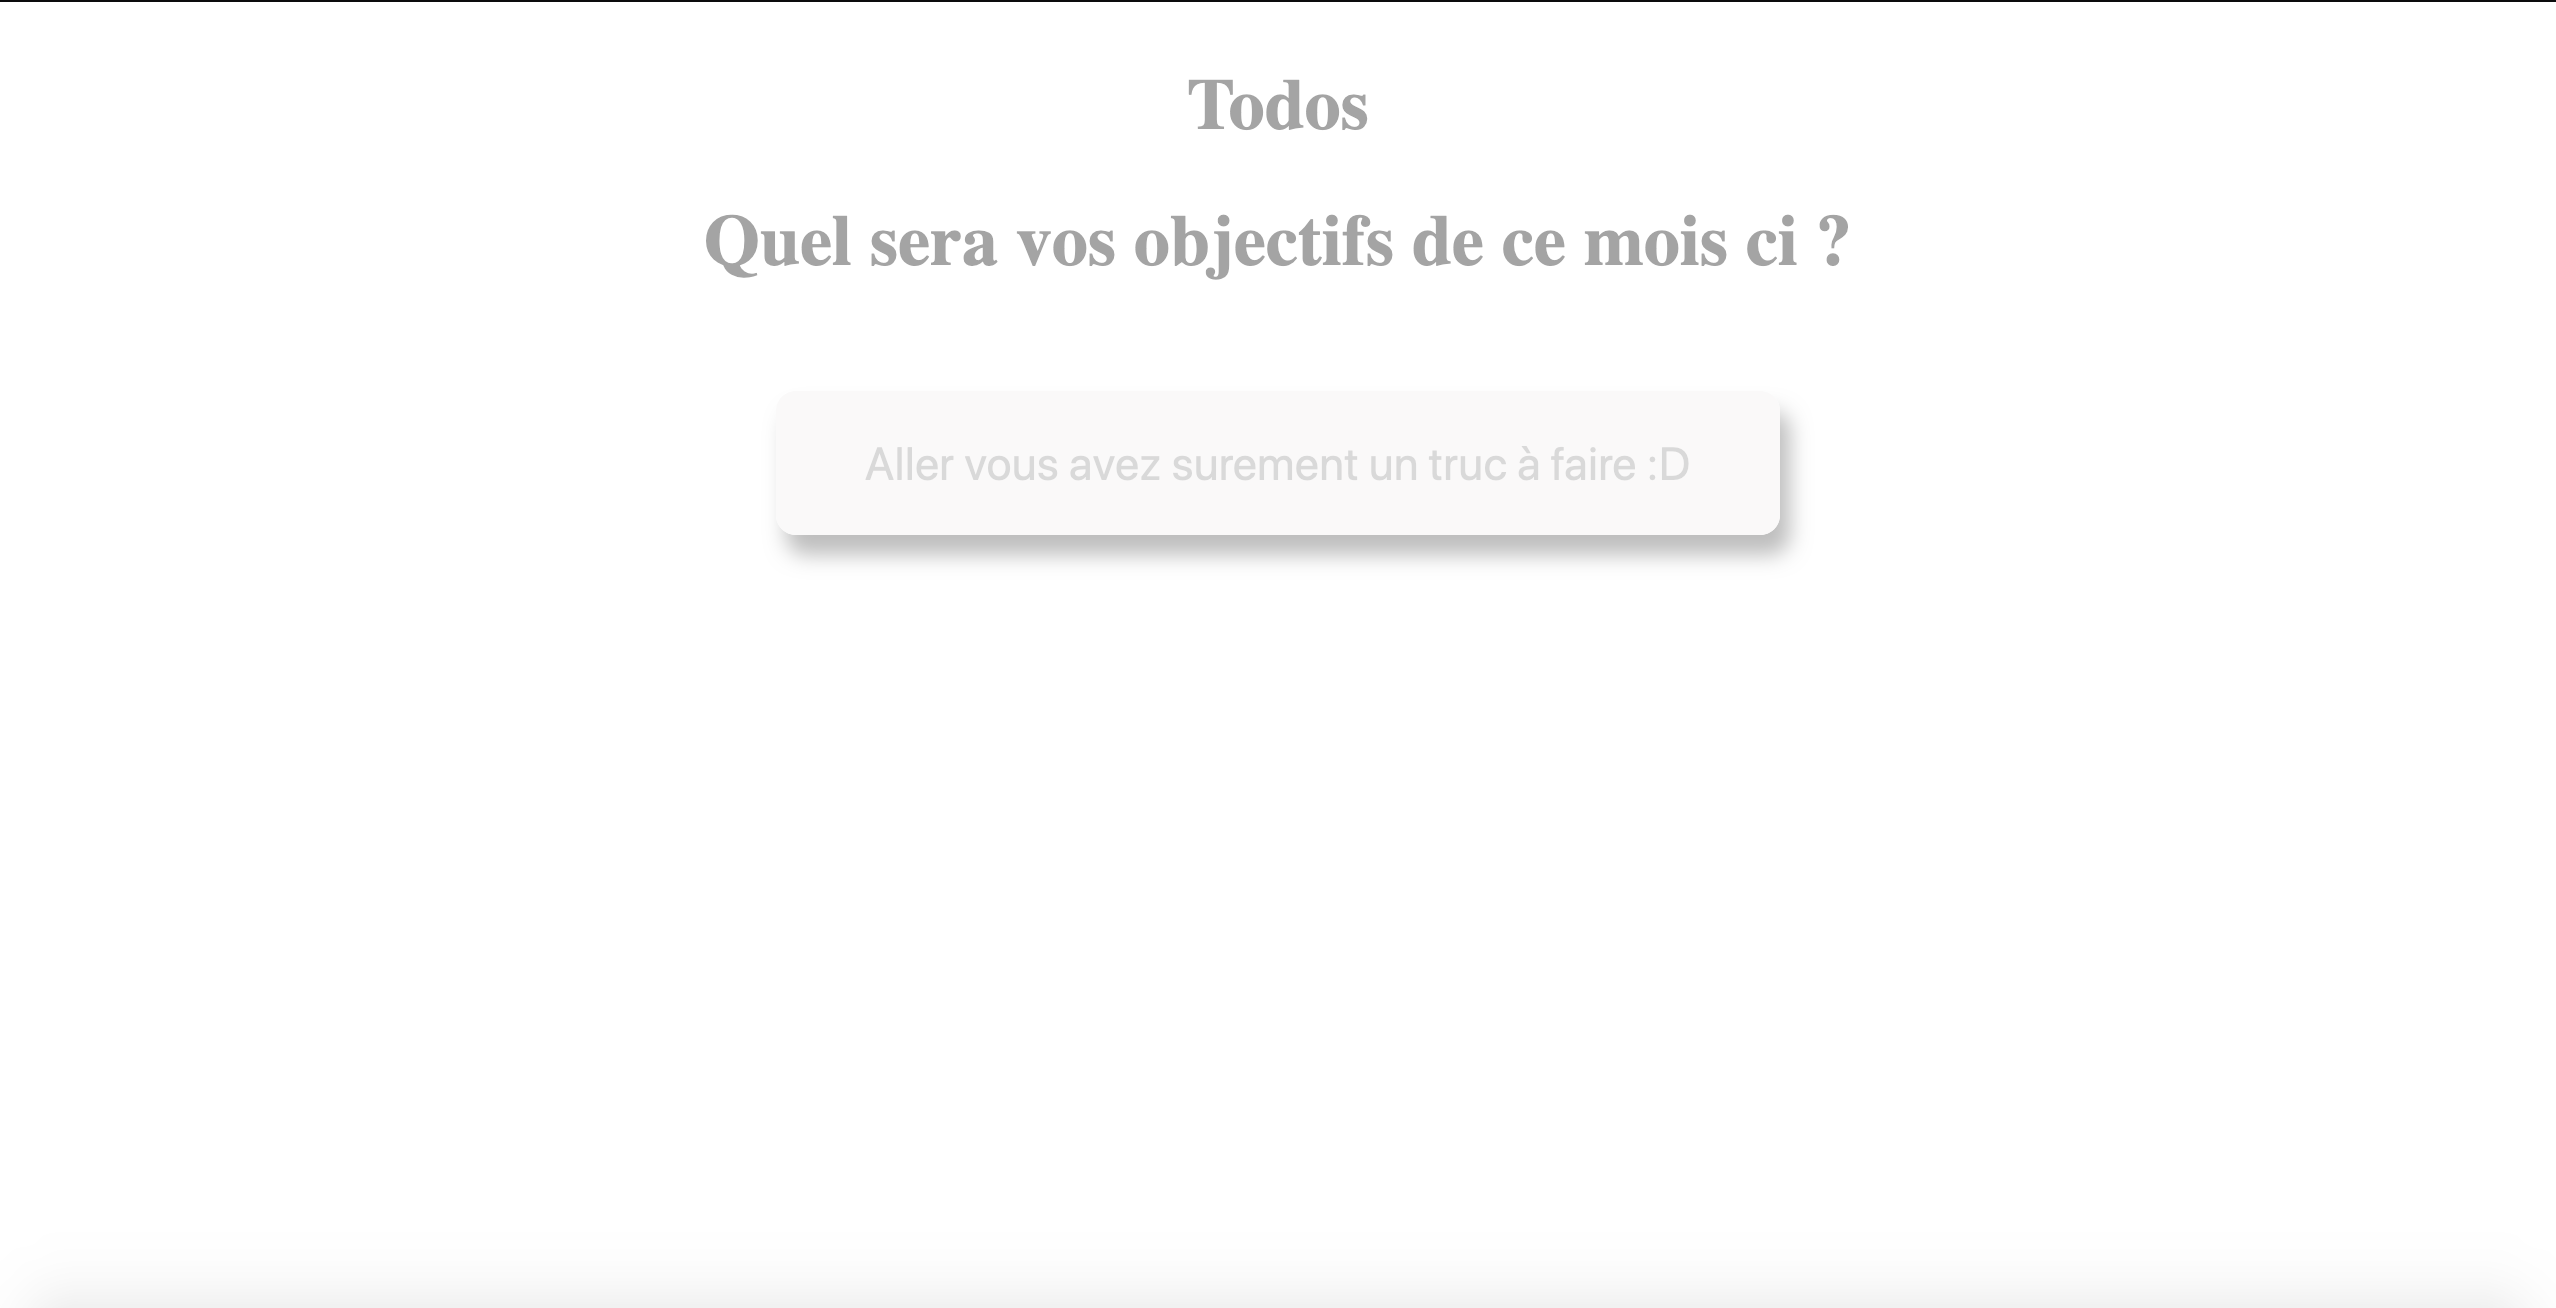 Todos
Quel sera vos objectifs de ce mois ci ?
Aller vous avez surement un truc à faire :D